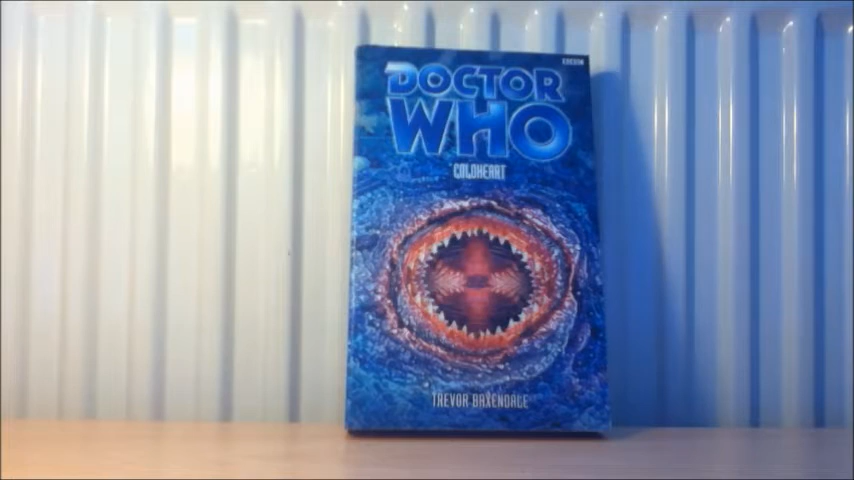 BBC
DOCTOR
WHO
COLDHEART
TREVOR BAXENDALE